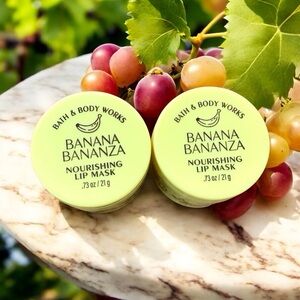 BATH & BODY WORKS
BANANA
BANANZA
NOURISHING
LIP MASK
.73 oz / 21 g
BATH & BODY WORKS
BANANA
BANANZA
NOURISHING
LIP MASK
.73 oz / 21 g